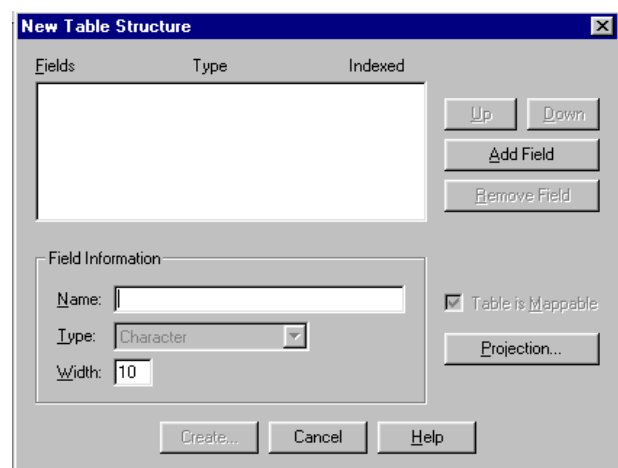 New Table Structure
Fields Type Indexed
Up Down
Add Field
Remove Field
Field Information
Name:
Table is Mappable
Type: Character
Projection...
Width: 10
Create... Cancel Help